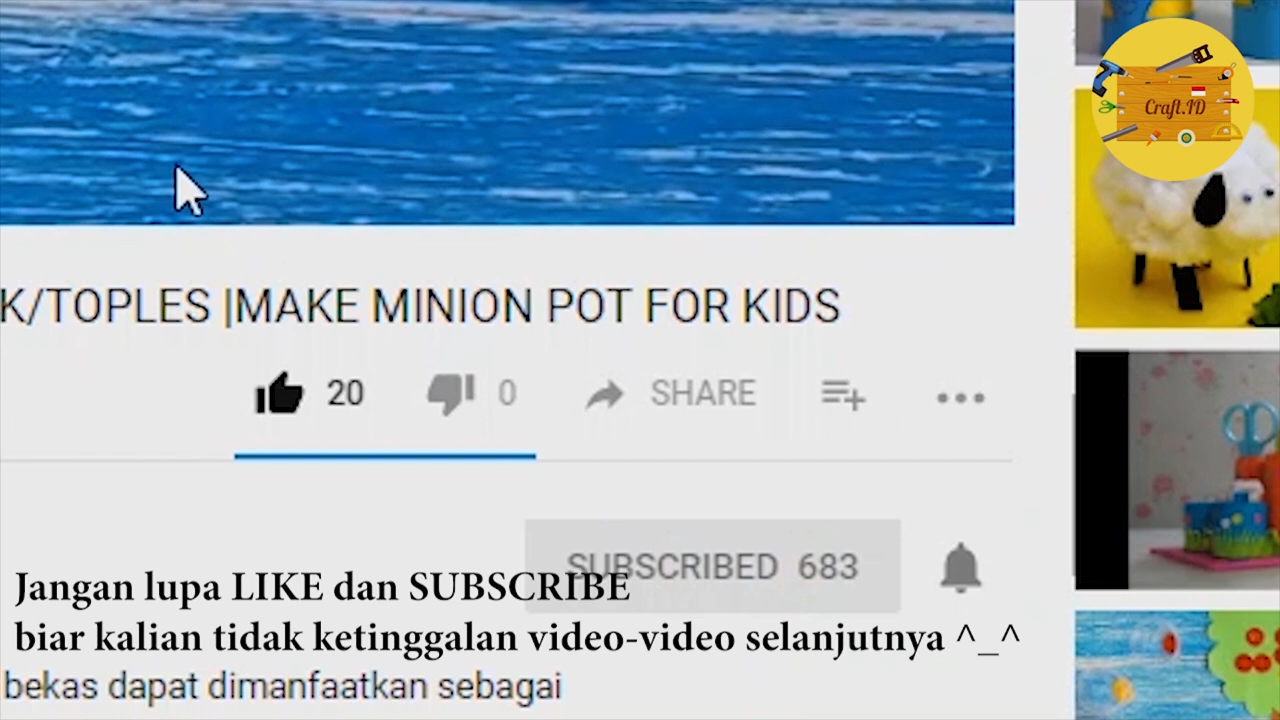 Craft.ID
K/TOPLES |MAKE MINION POT FOR KIDS
20 0 SHARE
SUBSCRIBED 683
Jangan lupa LIKE dan SUBSCRIBE
biar kalian tidak ketinggalan video-video selanjutnya ^_^
bekas dapat dimanfaatkan sebagai